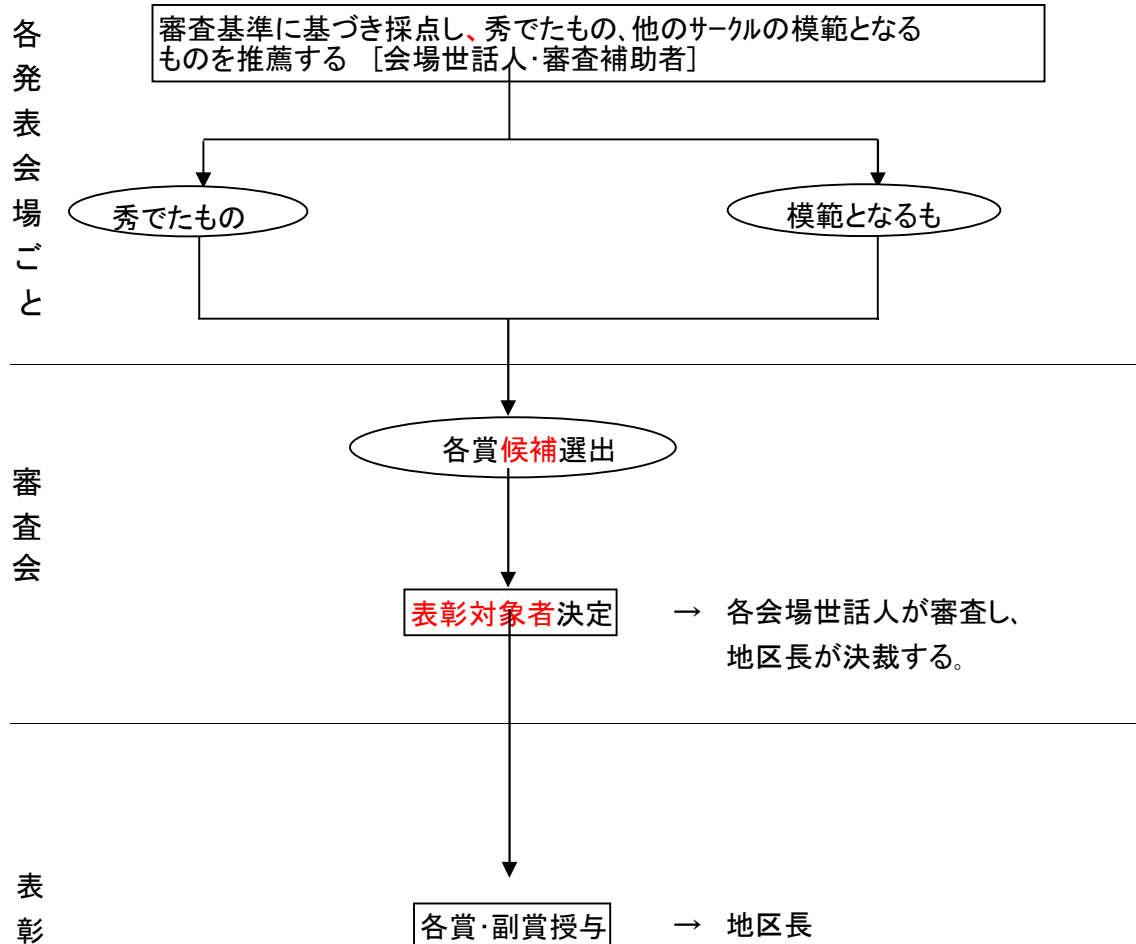 各発表会場ごと
審査基準に基づき採点し、秀でたもの、他のｻｰｸﾙの模範となる
ものを推薦する ［会場世話人･審査補助者］
秀でたもの
模範となるも
審査会
各賞候補選出
表彰対象者決定
→ 各会場世話人が審査し、
地区長が決裁する。
表彰
各賞･副賞授与
→ 地区長